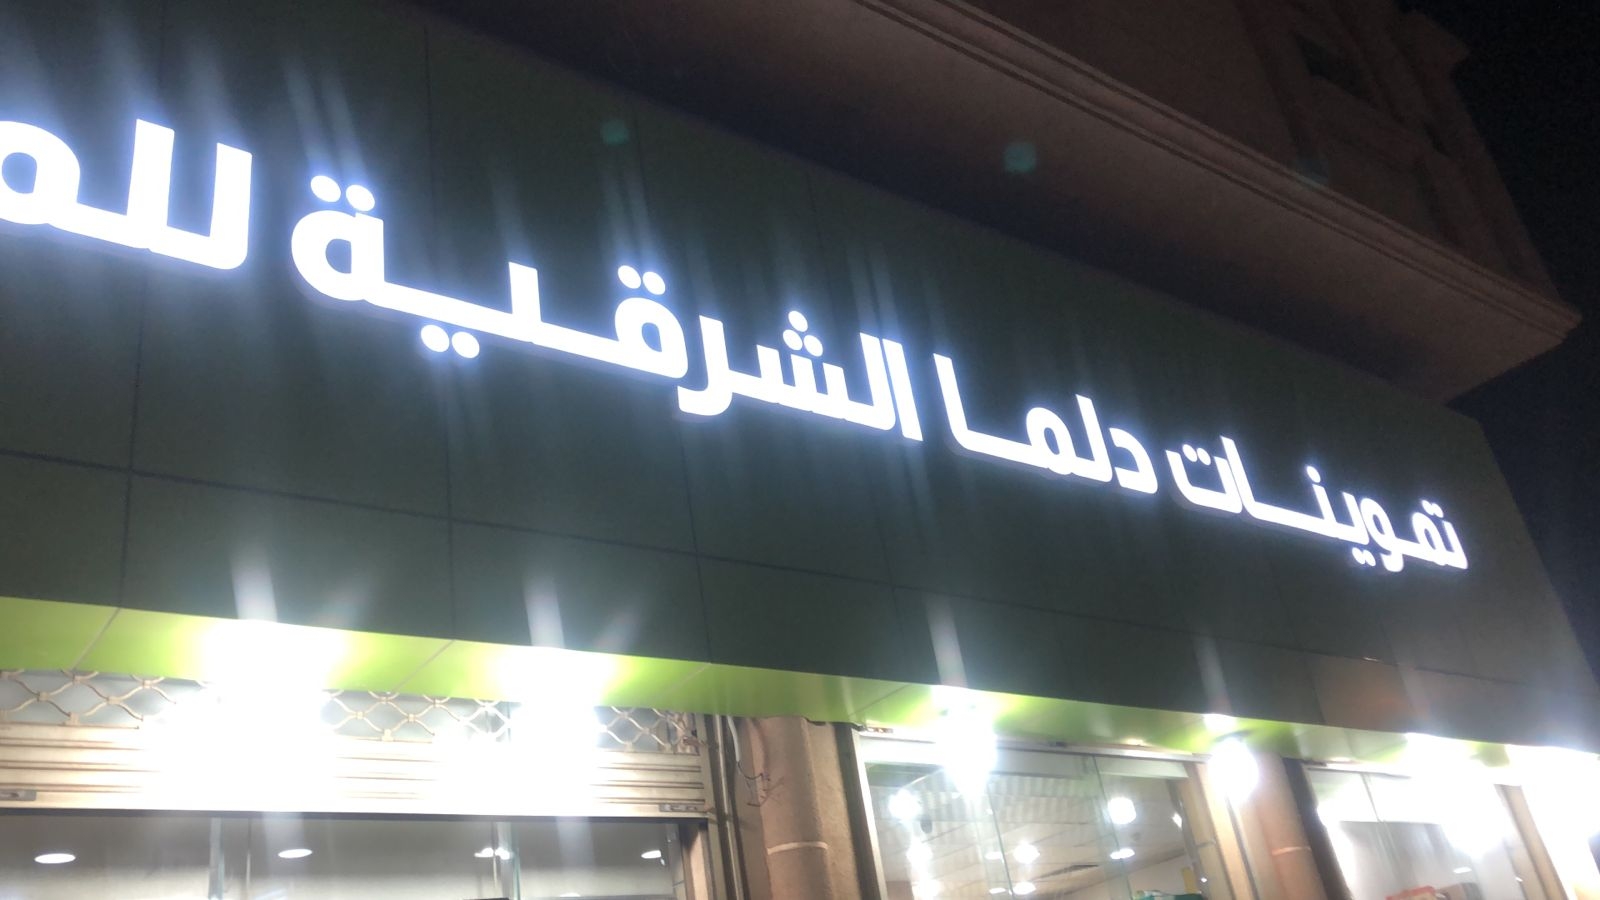 تموينات دلما الشرقية